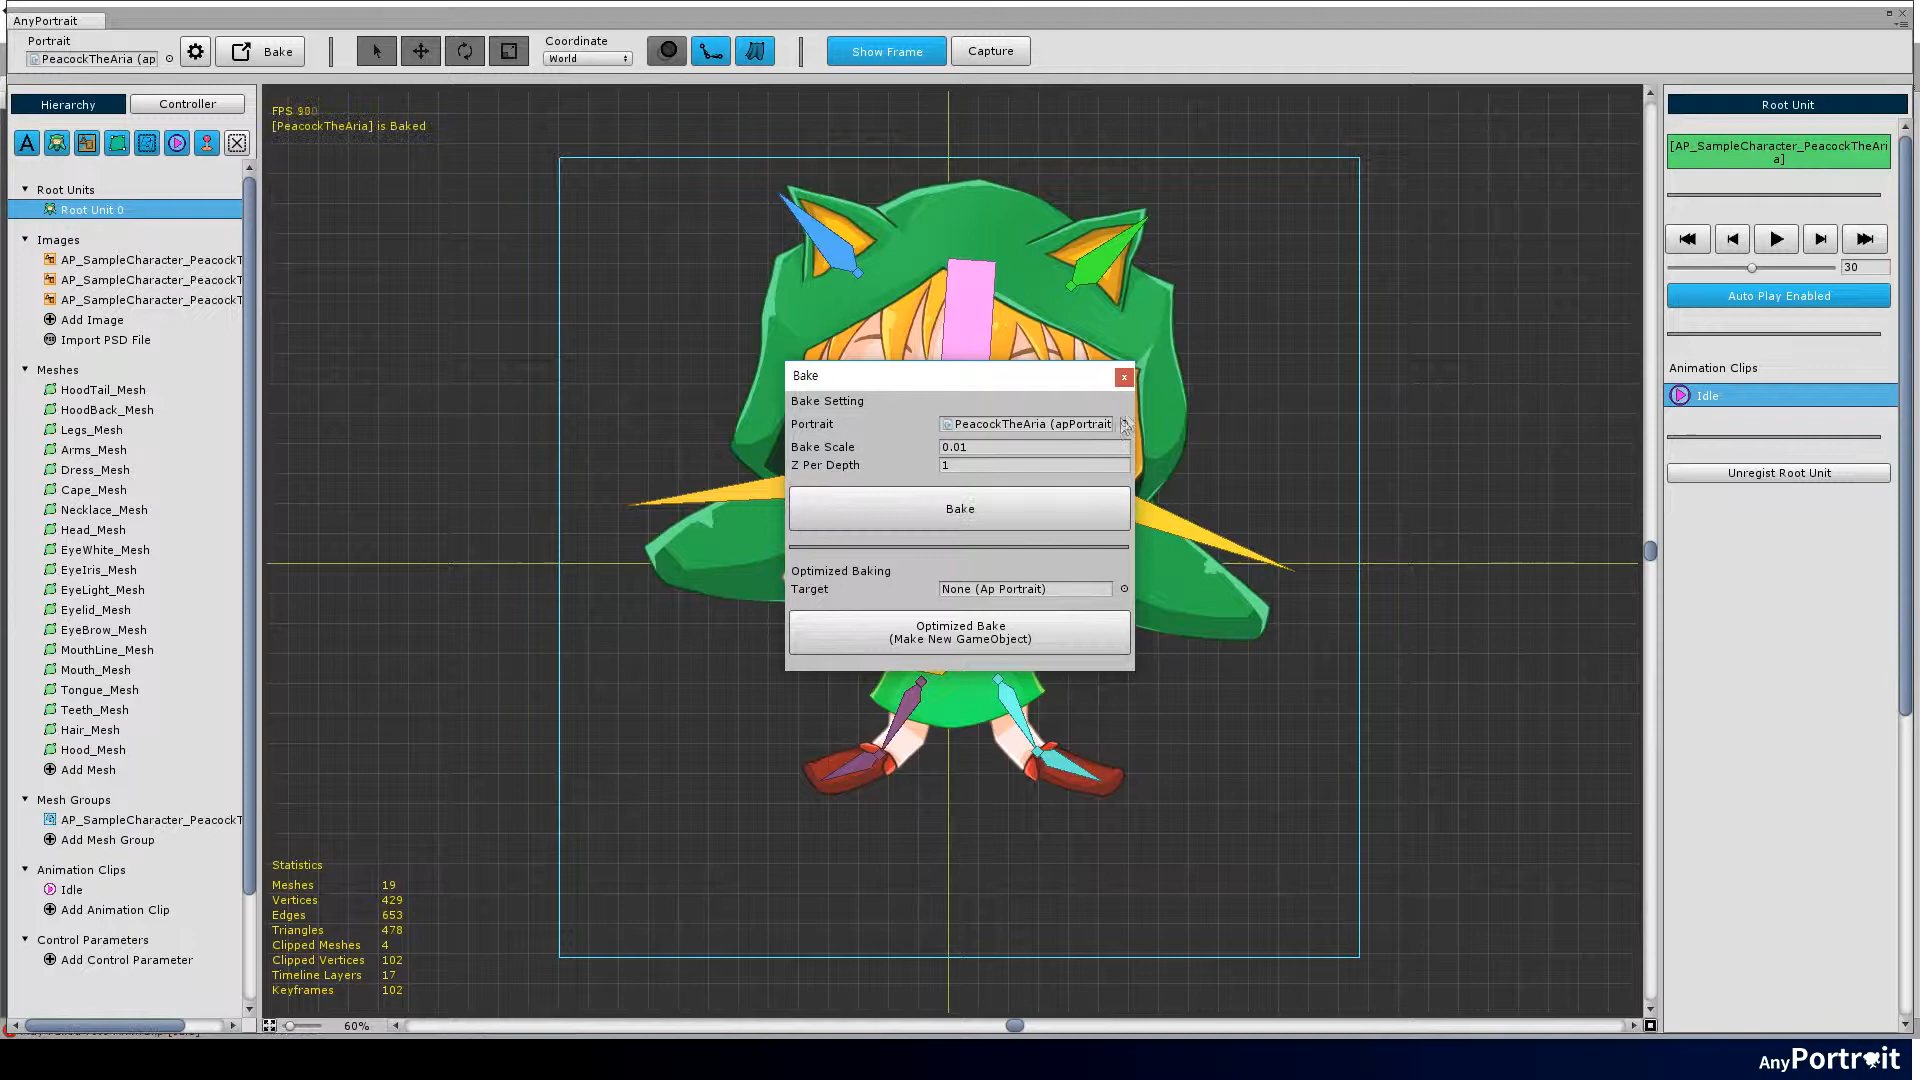 AnyPortrait
Portrait
PeacockTheAria (ap
Bake
Coordinate
World
Show Frame
Capture
Hierarchy
Controller
Root Units
Root Unit 0
Images
AP_SampleCharacter_PeacockT
AP_SampleCharacter_PeacockT
AP_SampleCharacter_PeacockT
Add Image
Import PSD File
Meshes
HoodTail_Mesh
HoodBack_Mesh
Legs_Mesh
Arms_Mesh
Dress_Mesh
Cape_Mesh
Necklace_Mesh
Head_Mesh
EyeWhite_Mesh
EyeIris_Mesh
EyeLight_Mesh
Eyelid_Mesh
EyeBrow_Mesh
MouthLine_Mesh
Mouth_Mesh
Tongue_Mesh
Teeth_Mesh
Hair_Mesh
Hood_Mesh
Add Mesh
Mesh Groups
AP_SampleCharacter_PeacockT
Add Mesh Group
Animation Clips
Idle
Add Animation Clip
Control Parameters
Add Control Parameter
FPS
[PeacockTheAria] is Baked
Bake
Bake Setting
Portrait
PeacockTheAria (apPortrait
Bake Scale
0.01
Z Per Depth
1
Bake
Optimized Baking
Target
None (Ap Portrait)
Optimized Bake
(Make New GameObject)
Statistics
Meshes 19
Vertices 429
Edges 653
Triangles 478
Clipped Meshes 4
Clipped Vertices 102
Timeline Layers 17
Keyframes 102
60%
Root Unit
[AP_SampleCharacter_PeacockTheAri
a]
30
Auto Play Enabled
Animation Clips
Idle
Unregist Root Unit
AnyPortrait